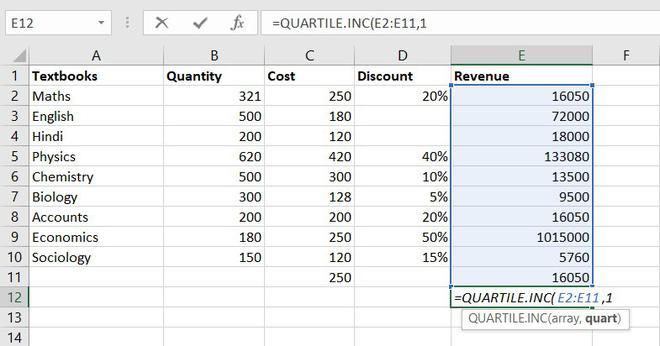 E12 fx =QUARTILE.INC(E2:E11,1
A B C D E F
1 Textbooks Quantity Cost Discount Revenue
2 Maths 321 250 20% 16050
3 English 500 180 72000
4 Hindi 200 120 18000
5 Physics 620 420 40% 133080
6 Chemistry 500 300 10% 13500
7 Biology 300 128 5% 9500
8 Accounts 200 200 20% 16050
9 Economics 180 250 50% 1015000
10 Sociology 150 120 15% 5760
11 250 16050
12 =QUARTILE.INC(E2:E11,1
13 QUARTILE.INC(array, quart)
14